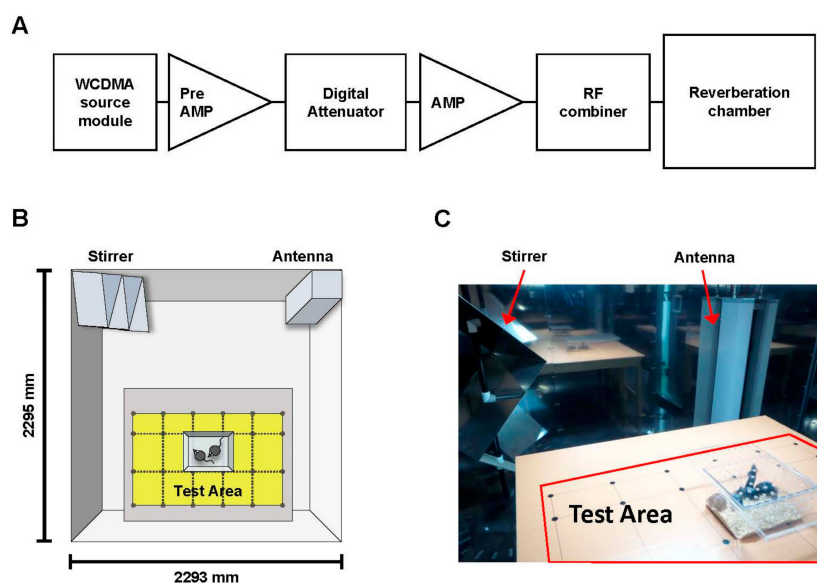 A
WCDMA
source
module
Pre
AMP
Digital
Attenuator
AMP
RF
combiner
Reverberation
chamber
B
Stirrer
Antenna
2295 mm
Test Area
2293 mm
C
Stirrer
Antenna
Test Area